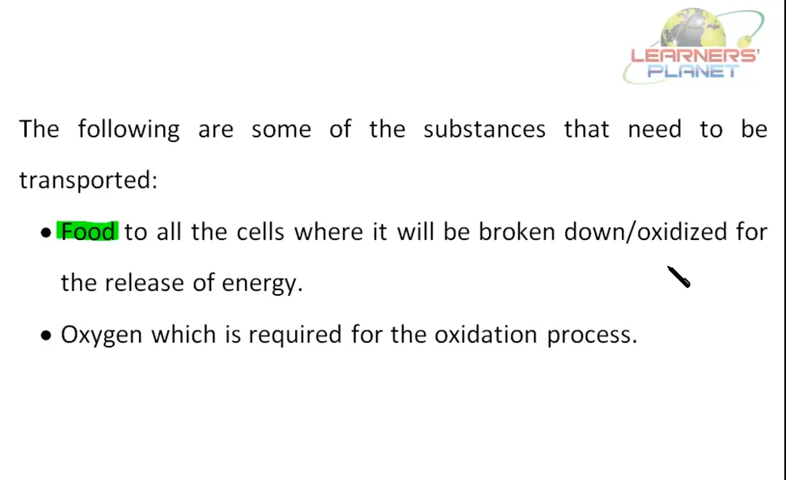 LEARNERS'
PLANET
The following are some of the substances that need to be
transported:
• Food to all the cells where it will be broken down/oxidized for
the release of energy.
• Oxygen which is required for the oxidation process.